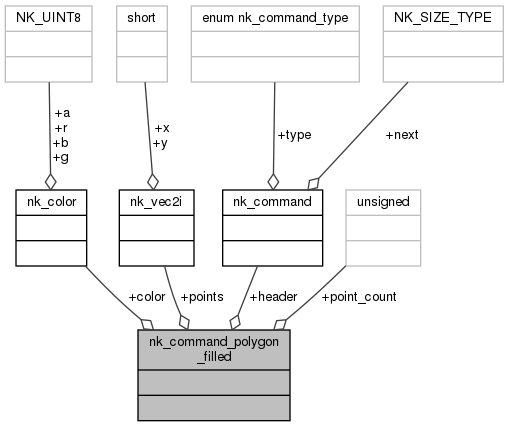 NK_UINT8
short
enum nk_command_type
NK_SIZE_TYPE
+a
+r
+b
+g
+x
+y
+type
+next
nk_color
nk_vec2i
nk_command
unsigned
+color
+points
+header
+point_count
nk_command_polygon
_filled